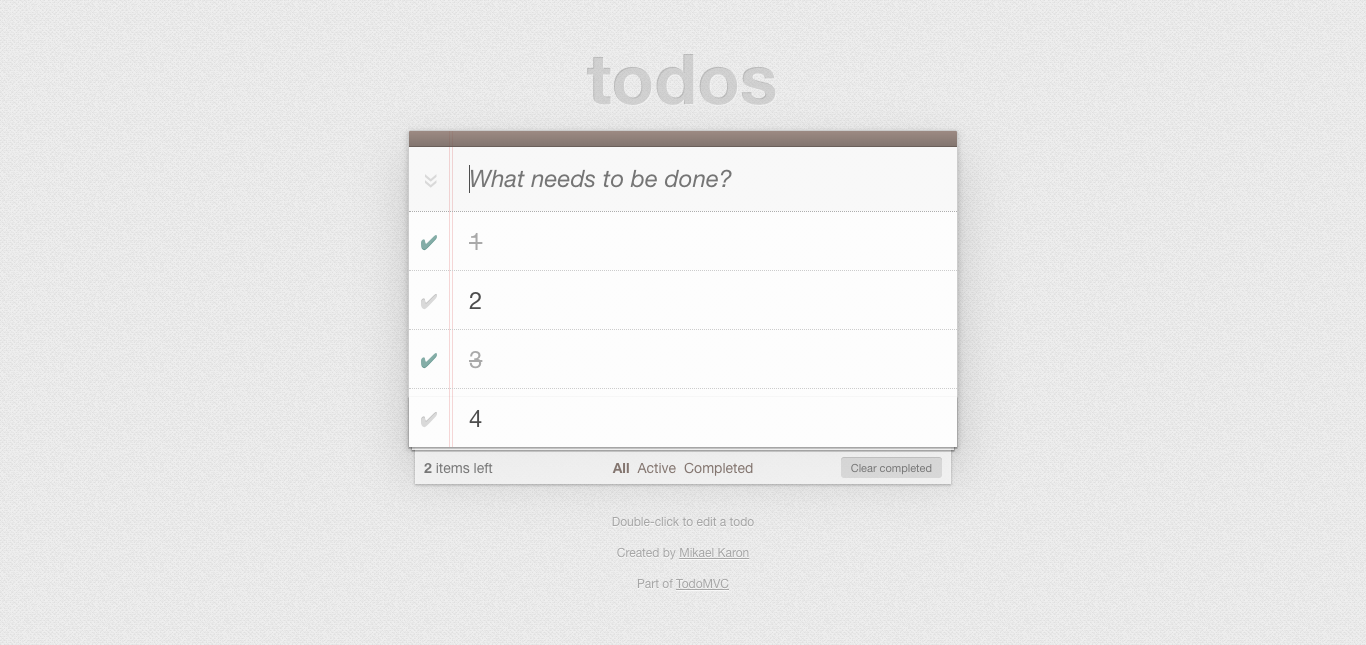 todos
What needs to be done?
1
2
3
4
2 items left All Active Completed Clear completed
Double-click to edit a todo
Created by Mikael Karon
Part of TodoMVC